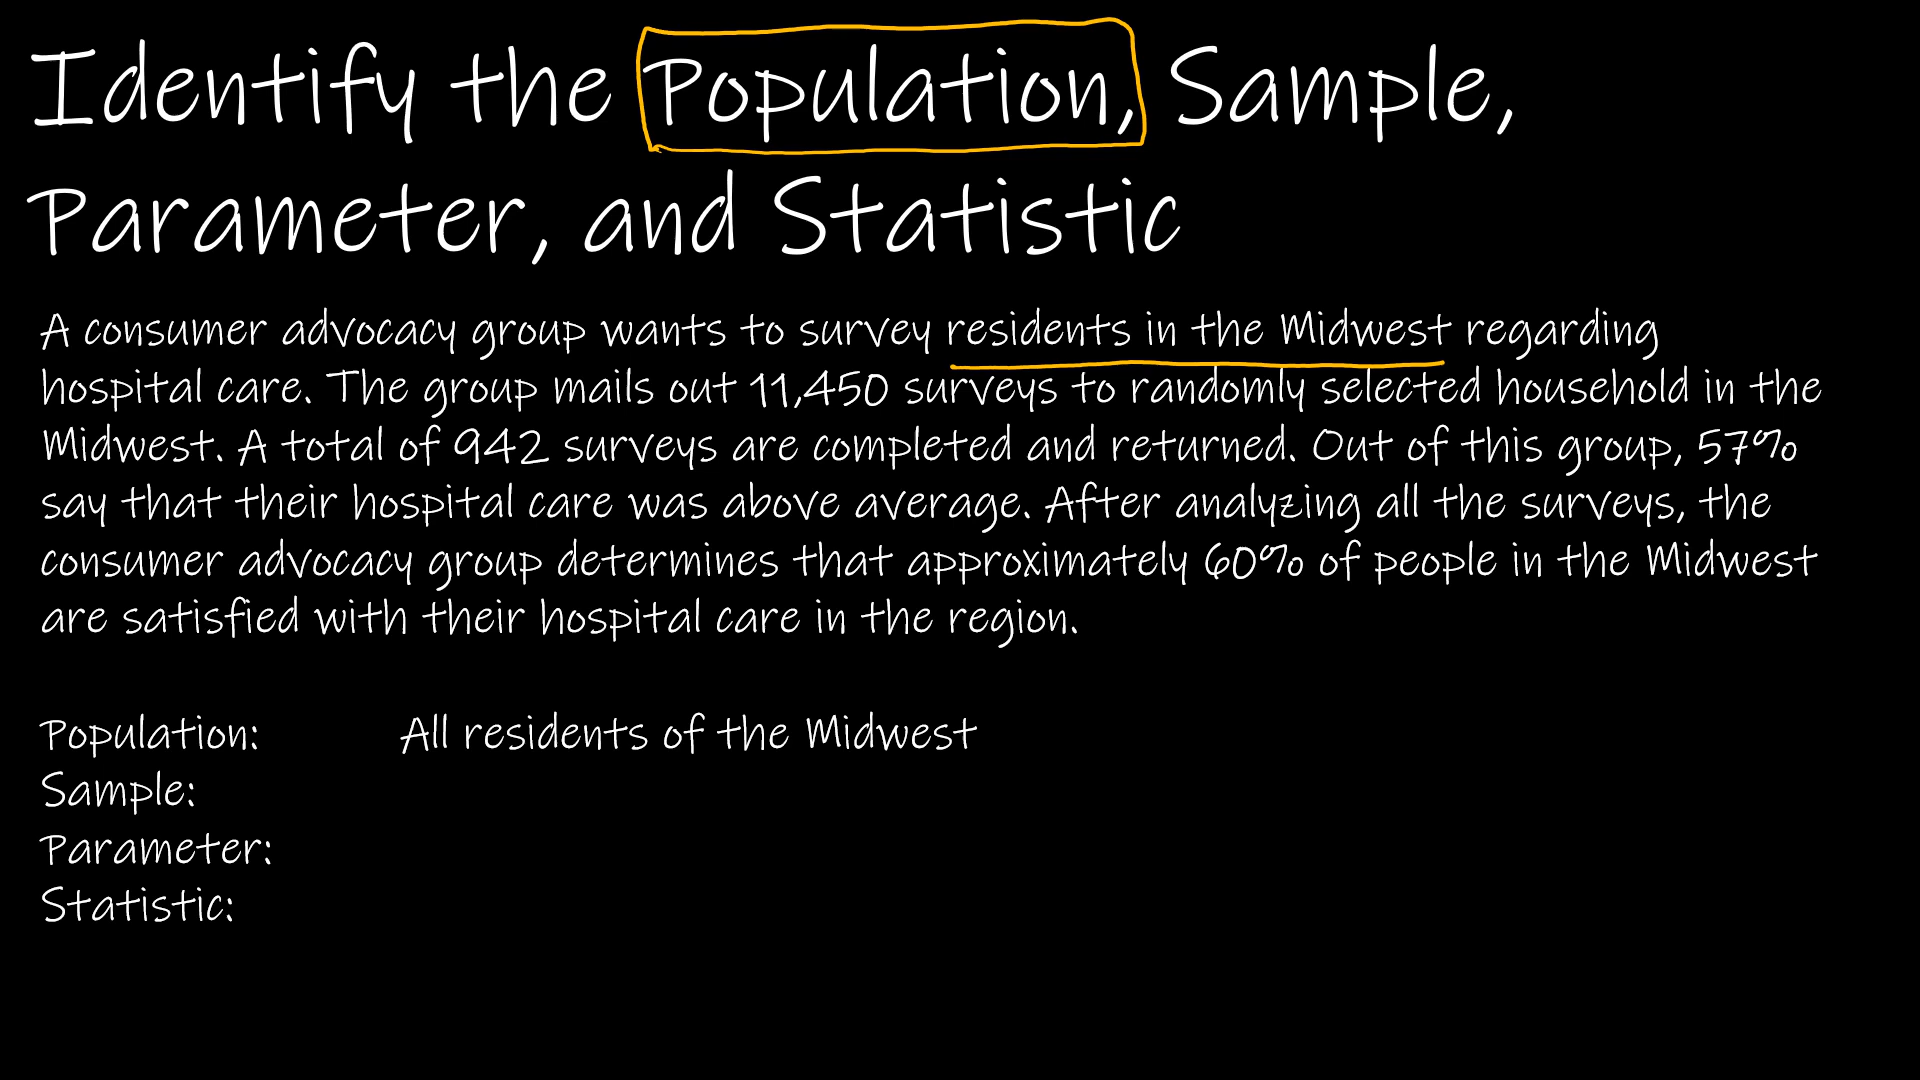 Identify the Population, Sample,
Parameter, and Statistic
A consumer advocacy group wants to survey residents in the Midwest regarding
hospital care. The group mails out 11,450 surveys to randomly selected household in the
Midwest. A total of 942 surveys are completed and returned. Out of this group, 57%
say that their hospital care was above average. After analyzing all the surveys, the
consumer advocacy group determines that approximately 60% of people in the Midwest
are satisfied with their hospital care in the region.
Population: All residents of the Midwest
Sample:
Parameter:
Statistic: